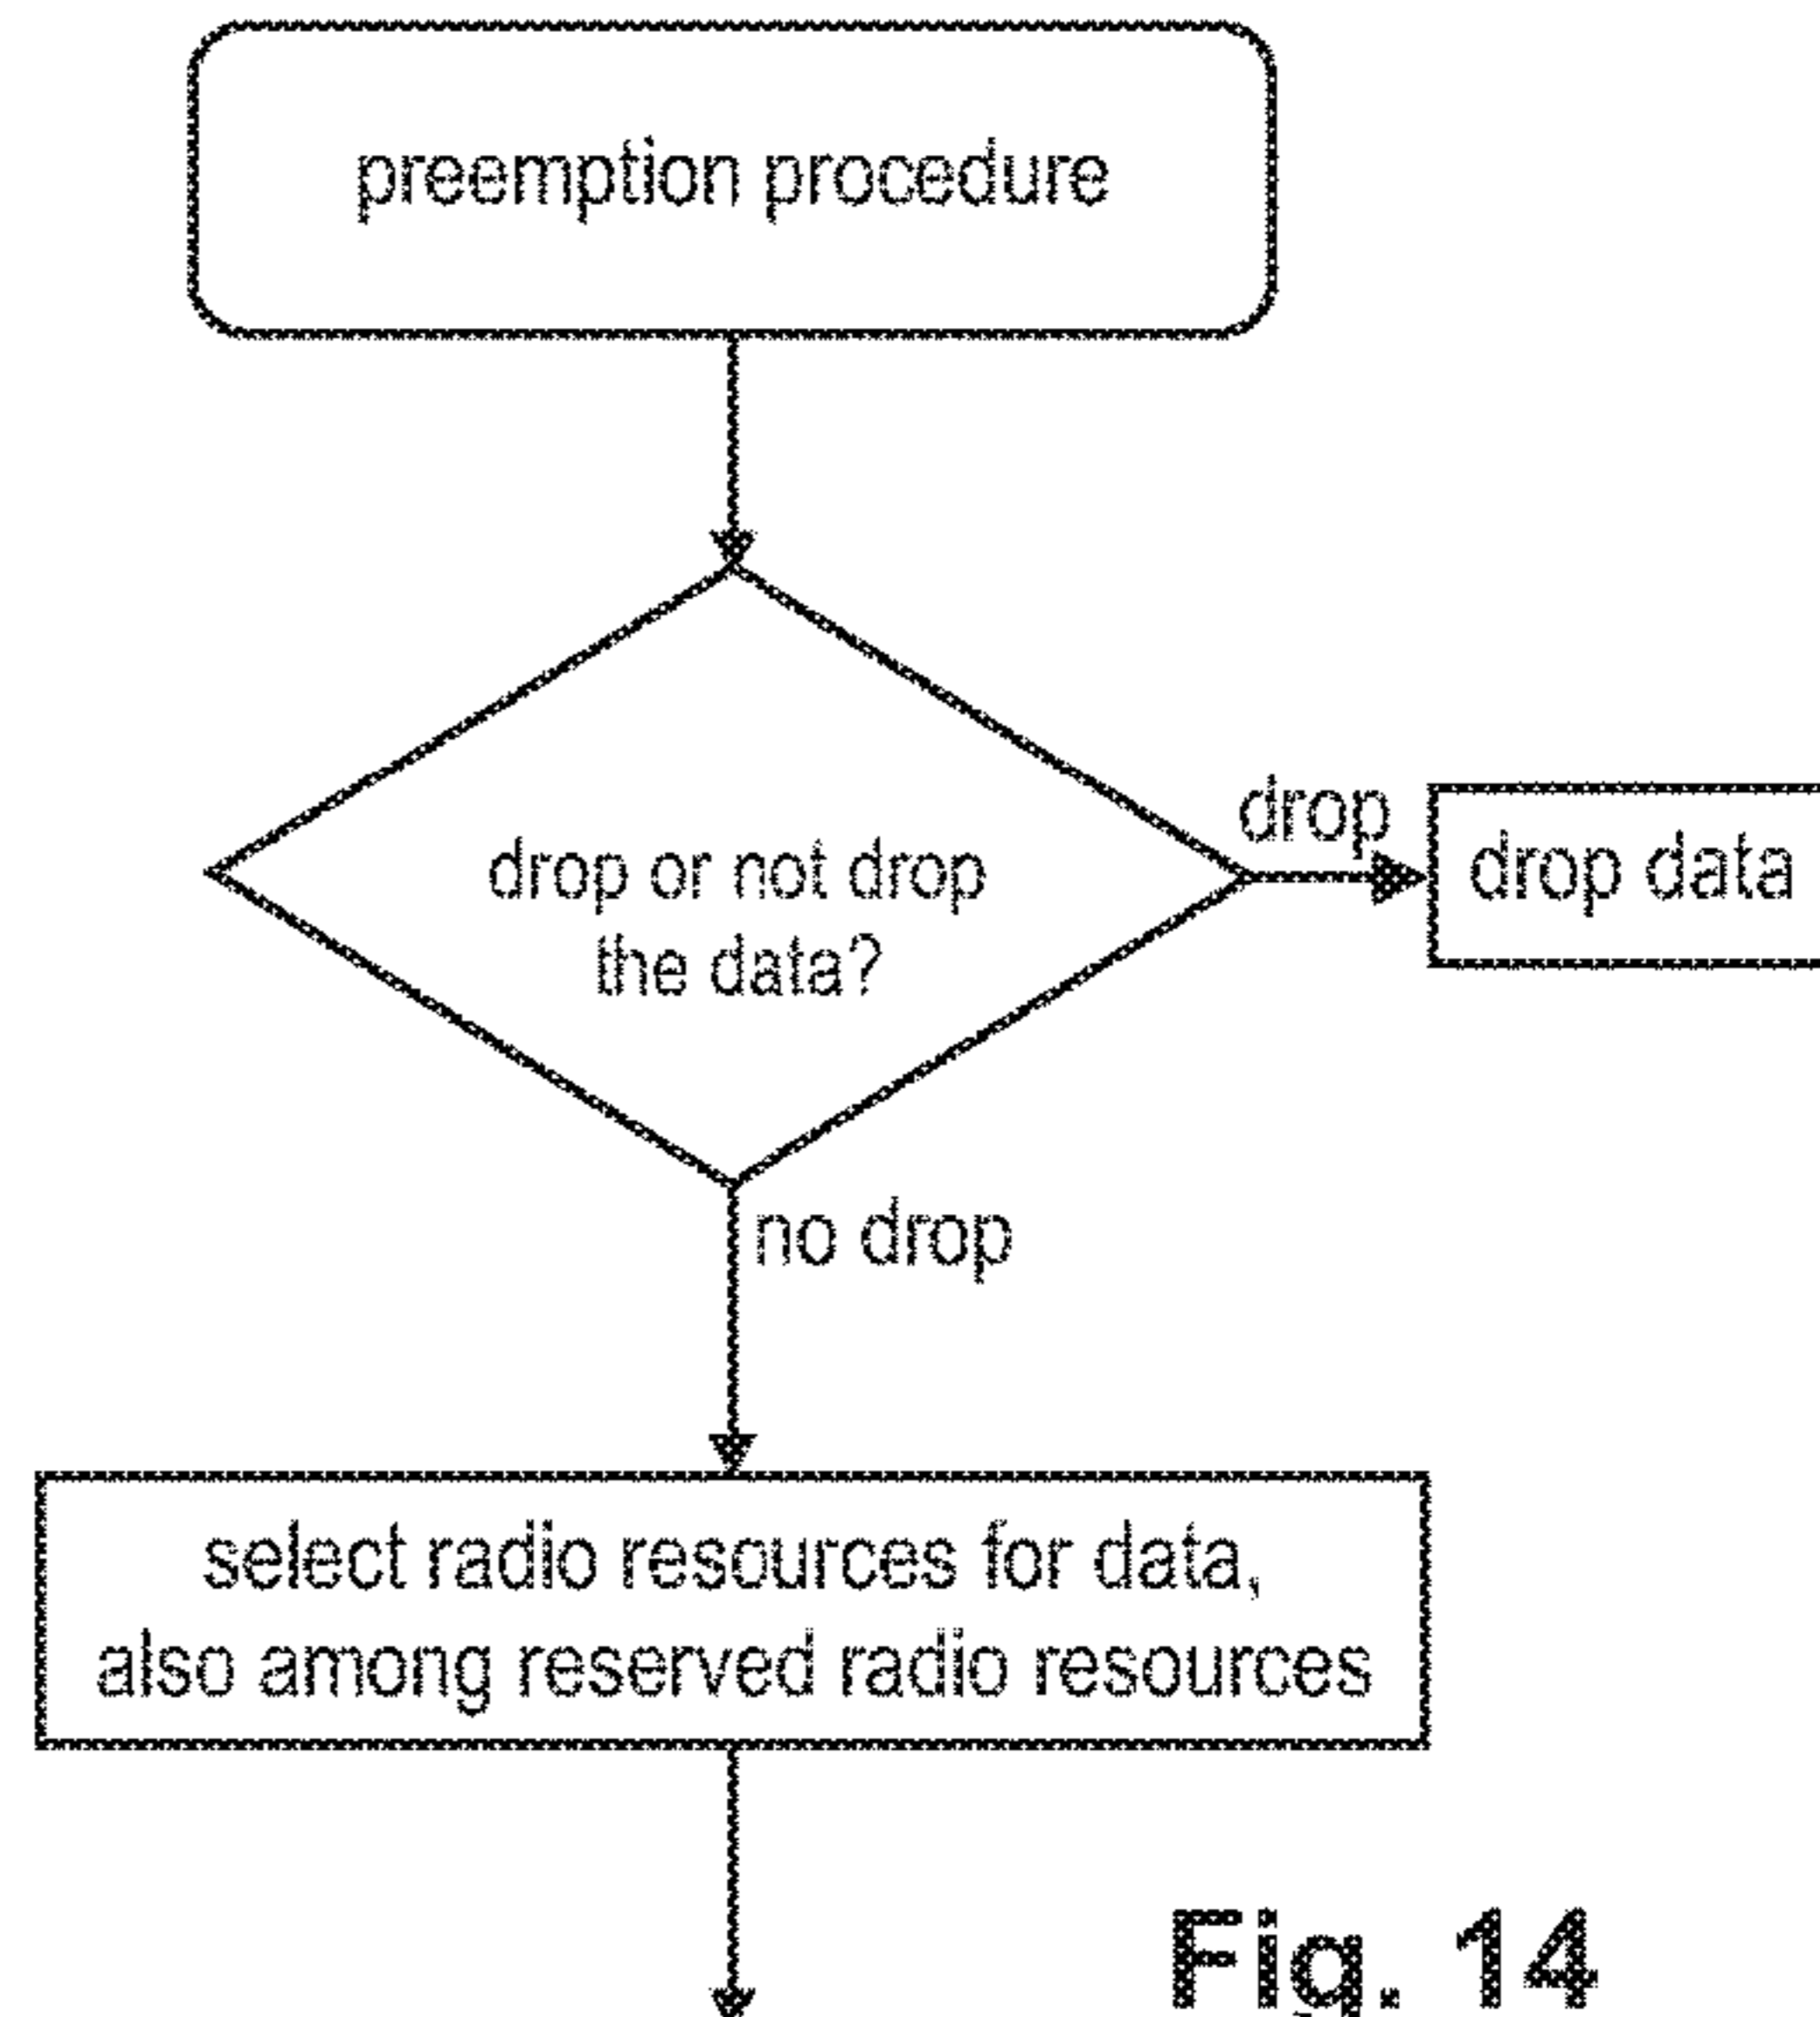 preemption procedure
drop or not drop
the data?
drop
drop data
no drop
select radio resources for data,
also among reserved radio resources
Fig. 14